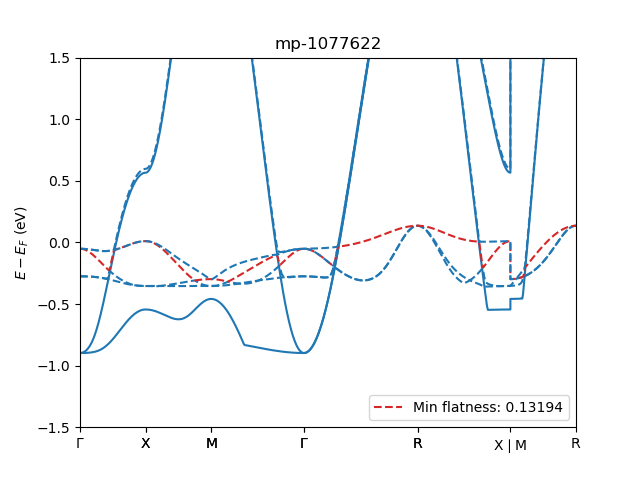 mp-1077622
E − E_F (eV)
1.5
1.0
0.5
0.0
−0.5
−1.0
−1.5
Min flatness: 0.13194
Γ X M Γ R X | M R